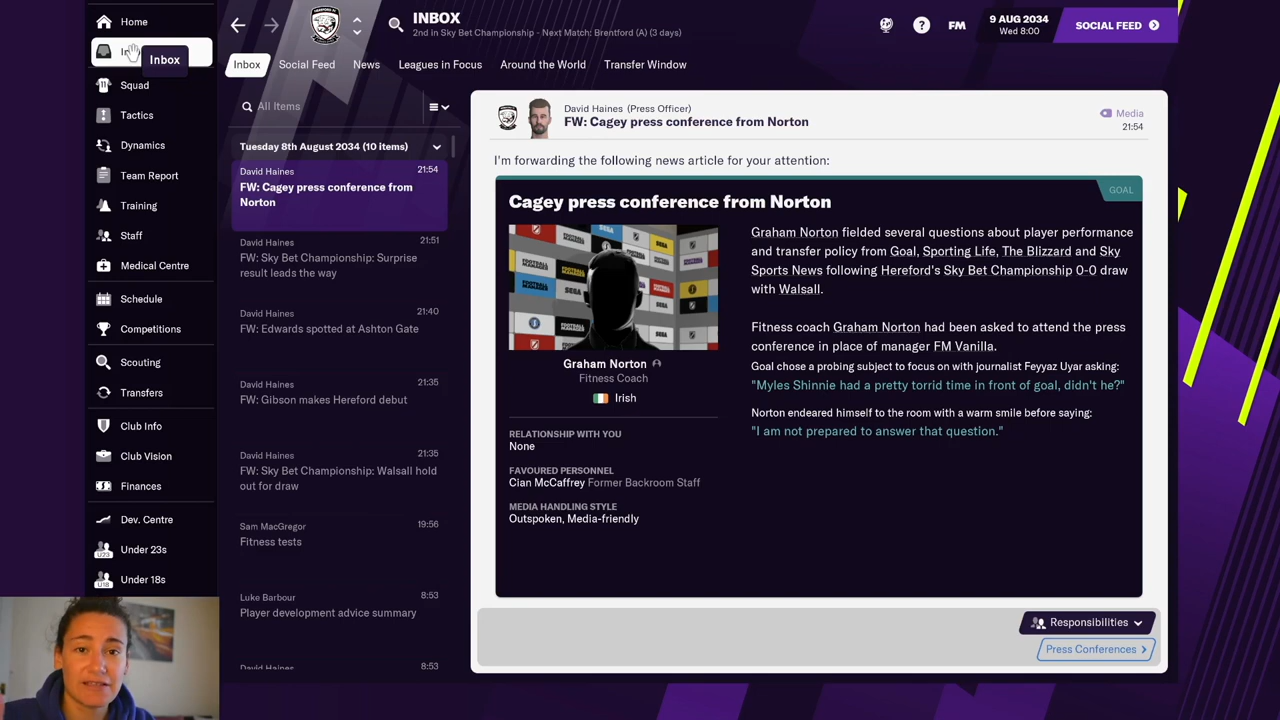 Home
Inbox
Squad
Tactics
Dynamics
Team Report
Training
Staff
Medical Centre
Schedule
Competitions
Scouting
Transfers
Club Info
Club Vision
Finances
Dev. Centre
Under 23s
Under 18s
INBOX
2nd in Sky Bet Championship - Next Match: Brentford (A) (3 days)
FM
9 AUG 2034
Wed 8:00
SOCIAL FEED
Inbox
Social Feed
News
Leagues in Focus
Around the World
Transfer Window
All Items
Tuesday 8th August 2034 (10 items)
David Haines 21:54
FW: Cagey press conference from
Norton
David Haines 21:51
FW: Sky Bet Championship: Surprise
result leads the way
David Haines 21:40
FW: Edwards spotted at Ashton Gate
David Haines 21:35
FW: Gibson makes Hereford debut
David Haines 21:35
FW: Sky Bet Championship: Walsall hold
out for draw
Sam MacGregor 19:56
Fitness tests
Luke Barbour 8:53
Player development advice summary
David Haines 8:53
David Haines (Press Officer)
FW: Cagey press conference from Norton
Media
21:54
I'm forwarding the following news article for your attention:
GOAL
Cagey press conference from Norton
Graham Norton
Fitness Coach
Irish
RELATIONSHIP WITH YOU
None
FAVOURED PERSONNEL
Cian McCaffrey Former Backroom Staff
MEDIA HANDLING STYLE
Outspoken, Media-friendly
Graham Norton fielded several questions about player performance
and transfer policy from Goal, Sporting Life, The Blizzard and Sky
Sports News following Hereford's Sky Bet Championship 0-0 draw
with Walsall.
Fitness coach Graham Norton had been asked to attend the press
conference in place of manager FM Vanilla.
Goal chose a probing subject to focus on with journalist Feyyaz Uyar asking:
"Myles Shinnie had a pretty torrid time in front of goal, didn't he?"
Norton endeared himself to the room with a warm smile before saying:
"I am not prepared to answer that question."
Responsibilities
Press Conferences